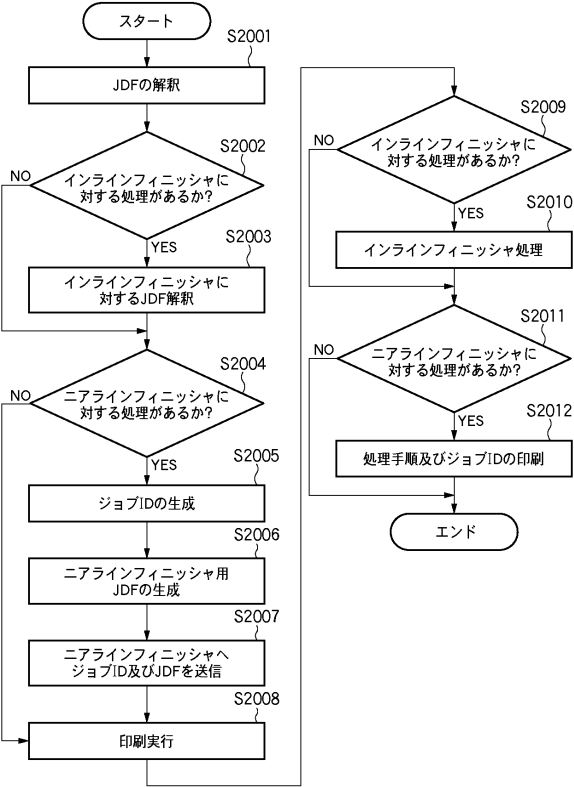 スタート
S2001
JDFの解釈
S2002
インラインフィニッシャに
対する処理があるか?
NO
YES
S2003
インラインフィニッシャに
対するJDF解釈
S2004
ニアラインフィニッシャに
対する処理があるか?
NO
YES
S2005
ジョブIDの生成
S2006
ニアラインフィニッシャ用
JDFの生成
S2007
ニアラインフィニッシャへ
ジョブID及びJDFを送信
S2008
印刷実行
S2009
インラインフィニッシャに
対する処理があるか?
NO
YES
S2010
インラインフィニッシャ処理
S2011
ニアラインフィニッシャに
対する処理があるか?
NO
YES
S2012
処理手順及びジョブIDの印刷
エンド